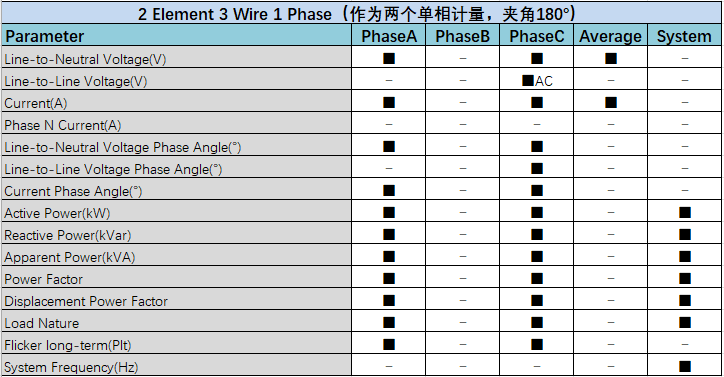 2 Element 3 Wire 1 Phase（作为两个单相计量，夹角180°）
Parameter PhaseA PhaseB PhaseC Average System
Line-to-Neutral Voltage(V) ■ – ■ ■ –
Line-to-Line Voltage(V) – – ■AC – –
Current(A) ■ – ■ ■ –
Phase N Current(A) – – – – –
Line-to-Neutral Voltage Phase Angle(°) ■ – ■ – –
Line-to-Line Voltage Phase Angle(°) – – ■ – –
Current Phase Angle(°) ■ – ■ – –
Active Power(kW) ■ – ■ – ■
Reactive Power(kVar) ■ – ■ – ■
Apparent Power(kVA) ■ – ■ – ■
Power Factor ■ – ■ – ■
Displacement Power Factor ■ – ■ – ■
Load Nature ■ – ■ – ■
Flicker long-term(Plt) ■ – ■ – –
System Frequency(Hz) – – – – ■